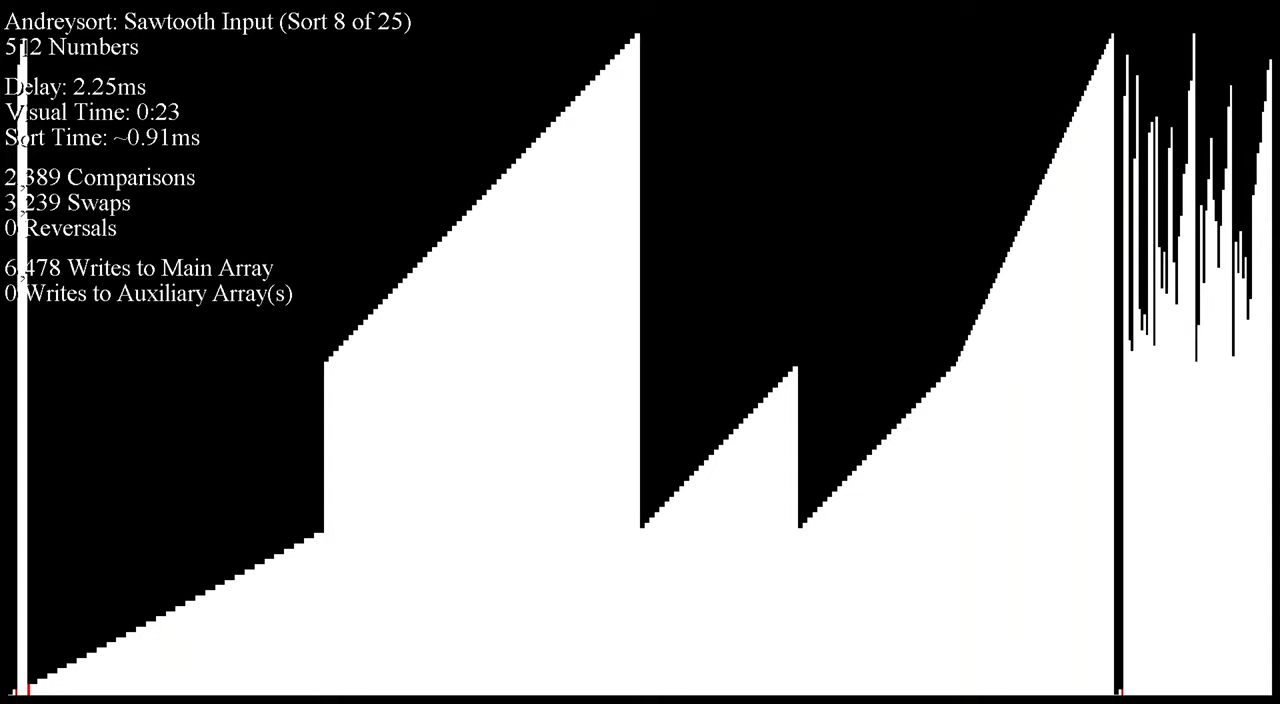 Andreysort: Sawtooth Input (Sort 8 of 25)
512 Numbers
Delay: 2.25ms
Visual Time: 0:23
Sort Time: ~0.91ms
2,389 Comparisons
3,239 Swaps
0 Reversals
6,478 Writes to Main Array
0 Writes to Auxiliary Array(s)